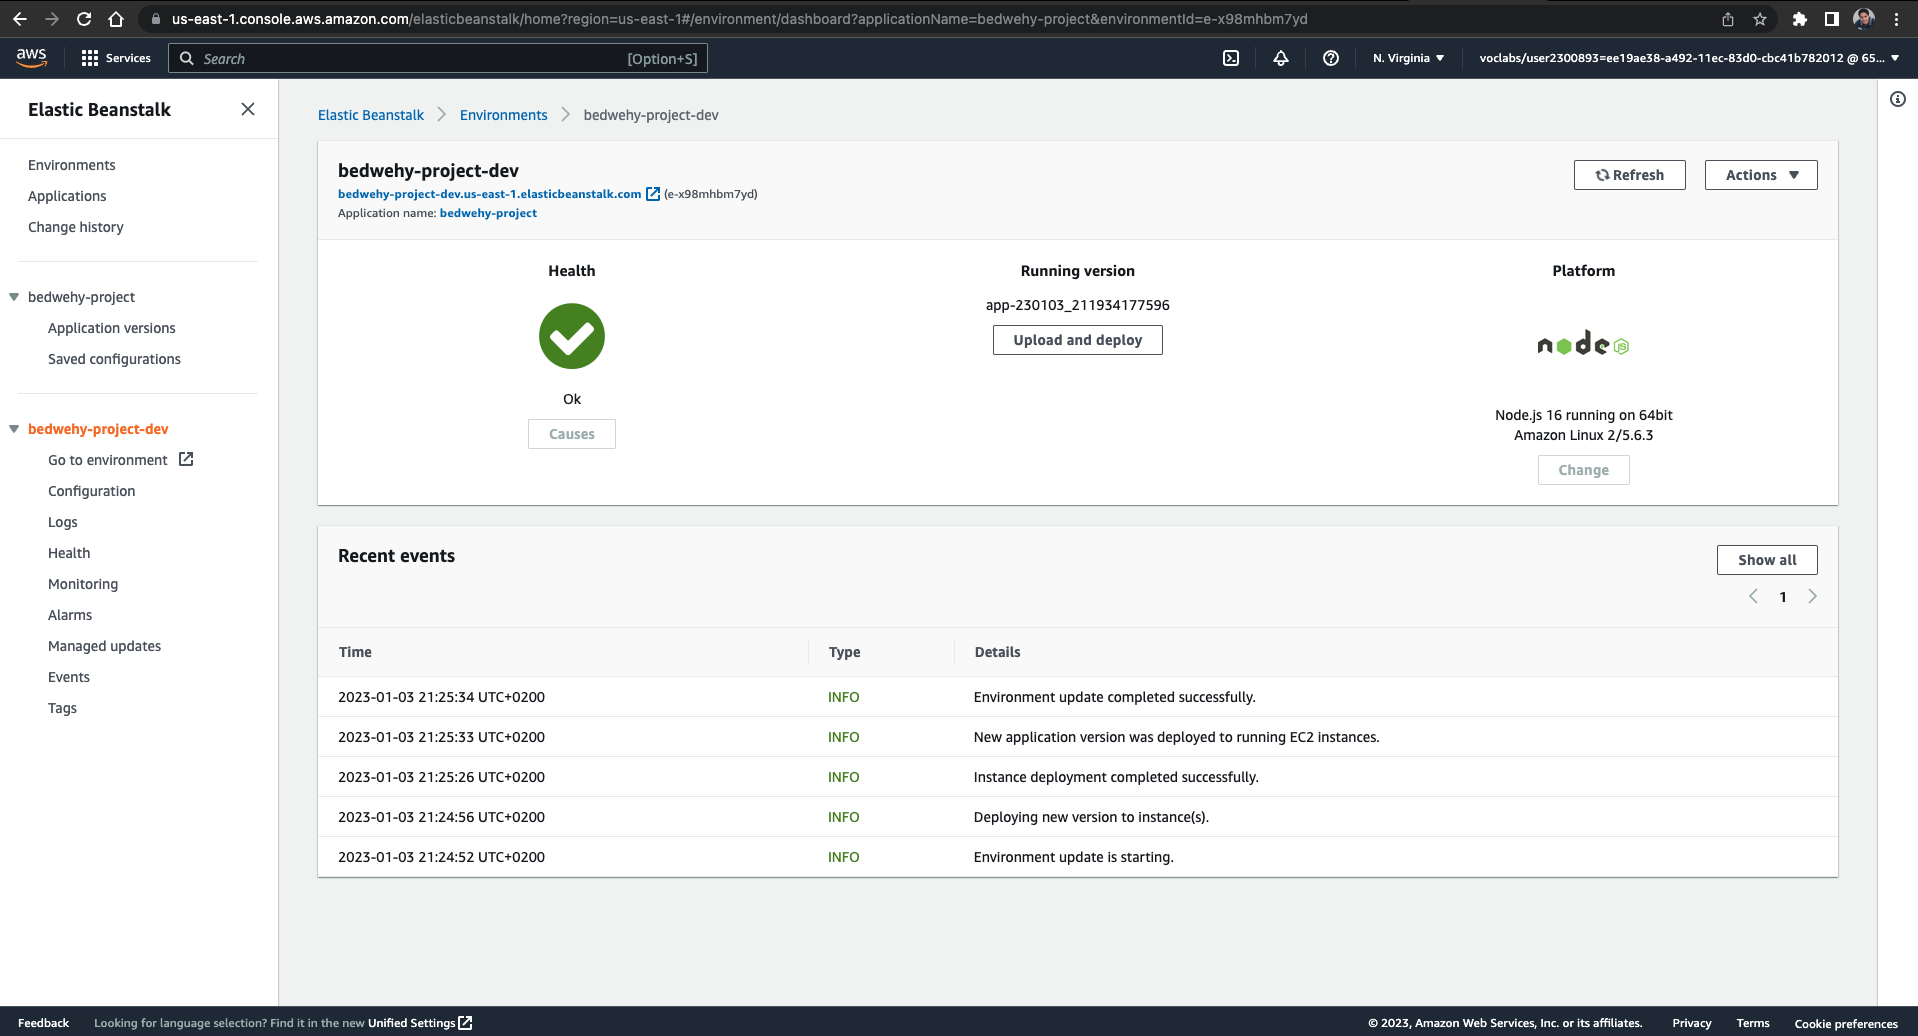 us-east-1.console.aws.amazon.com/elasticbeanstalk/home?region=us-east-1#/environment/dashboard?applicationName=bedwehy-project&environmentId=e-x98mhbm7yd
aws
Services
Search
[Option+S]
N. Virginia
voclabs/user2300893=ee19ae38-a492-11ec-83d0-cbc41b782012 @ 65...
Elastic Beanstalk
Environments
Applications
Change history
bedwehy-project
Application versions
Saved configurations
bedwehy-project-dev
Go to environment
Configuration
Logs
Health
Monitoring
Alarms
Managed updates
Events
Tags
Elastic Beanstalk
Environments
bedwehy-project-dev
bedwehy-project-dev
bedwehy-project-dev.us-east-1.elasticbeanstalk.com (e-x98mhbm7yd)
Application name: bedwehy-project
Refresh
Actions
Health
Ok
Causes
Running version
app-230103_211934177596
Upload and deploy
Platform
node JS
Node.js 16 running on 64bit
Amazon Linux 2/5.6.3
Change
Recent events
Show all
1
Time Type Details
2023-01-03 21:25:34 UTC+0200 INFO Environment update completed successfully.
2023-01-03 21:25:33 UTC+0200 INFO New application version was deployed to running EC2 instances.
2023-01-03 21:25:26 UTC+0200 INFO Instance deployment completed successfully.
2023-01-03 21:24:56 UTC+0200 INFO Deploying new version to instance(s).
2023-01-03 21:24:52 UTC+0200 INFO Environment update is starting.
Feedback
Looking for language selection? Find it in the new Unified Settings
© 2023, Amazon Web Services, Inc. or its affiliates.
Privacy
Terms
Cookie preferences